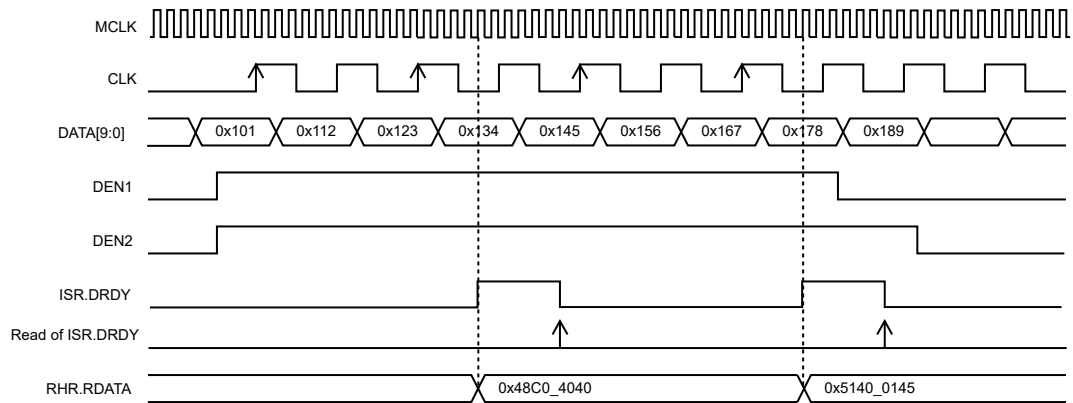 MCLK
CLK
DATA[9:0] 0x101 0x112 0x123 0x134 0x145 0x156 0x167 0x178 0x189
DEN1
DEN2
ISR.DRDY
Read of ISR.DRDY
RHR.RDATA 0x48C0_4040 0x5140_0145